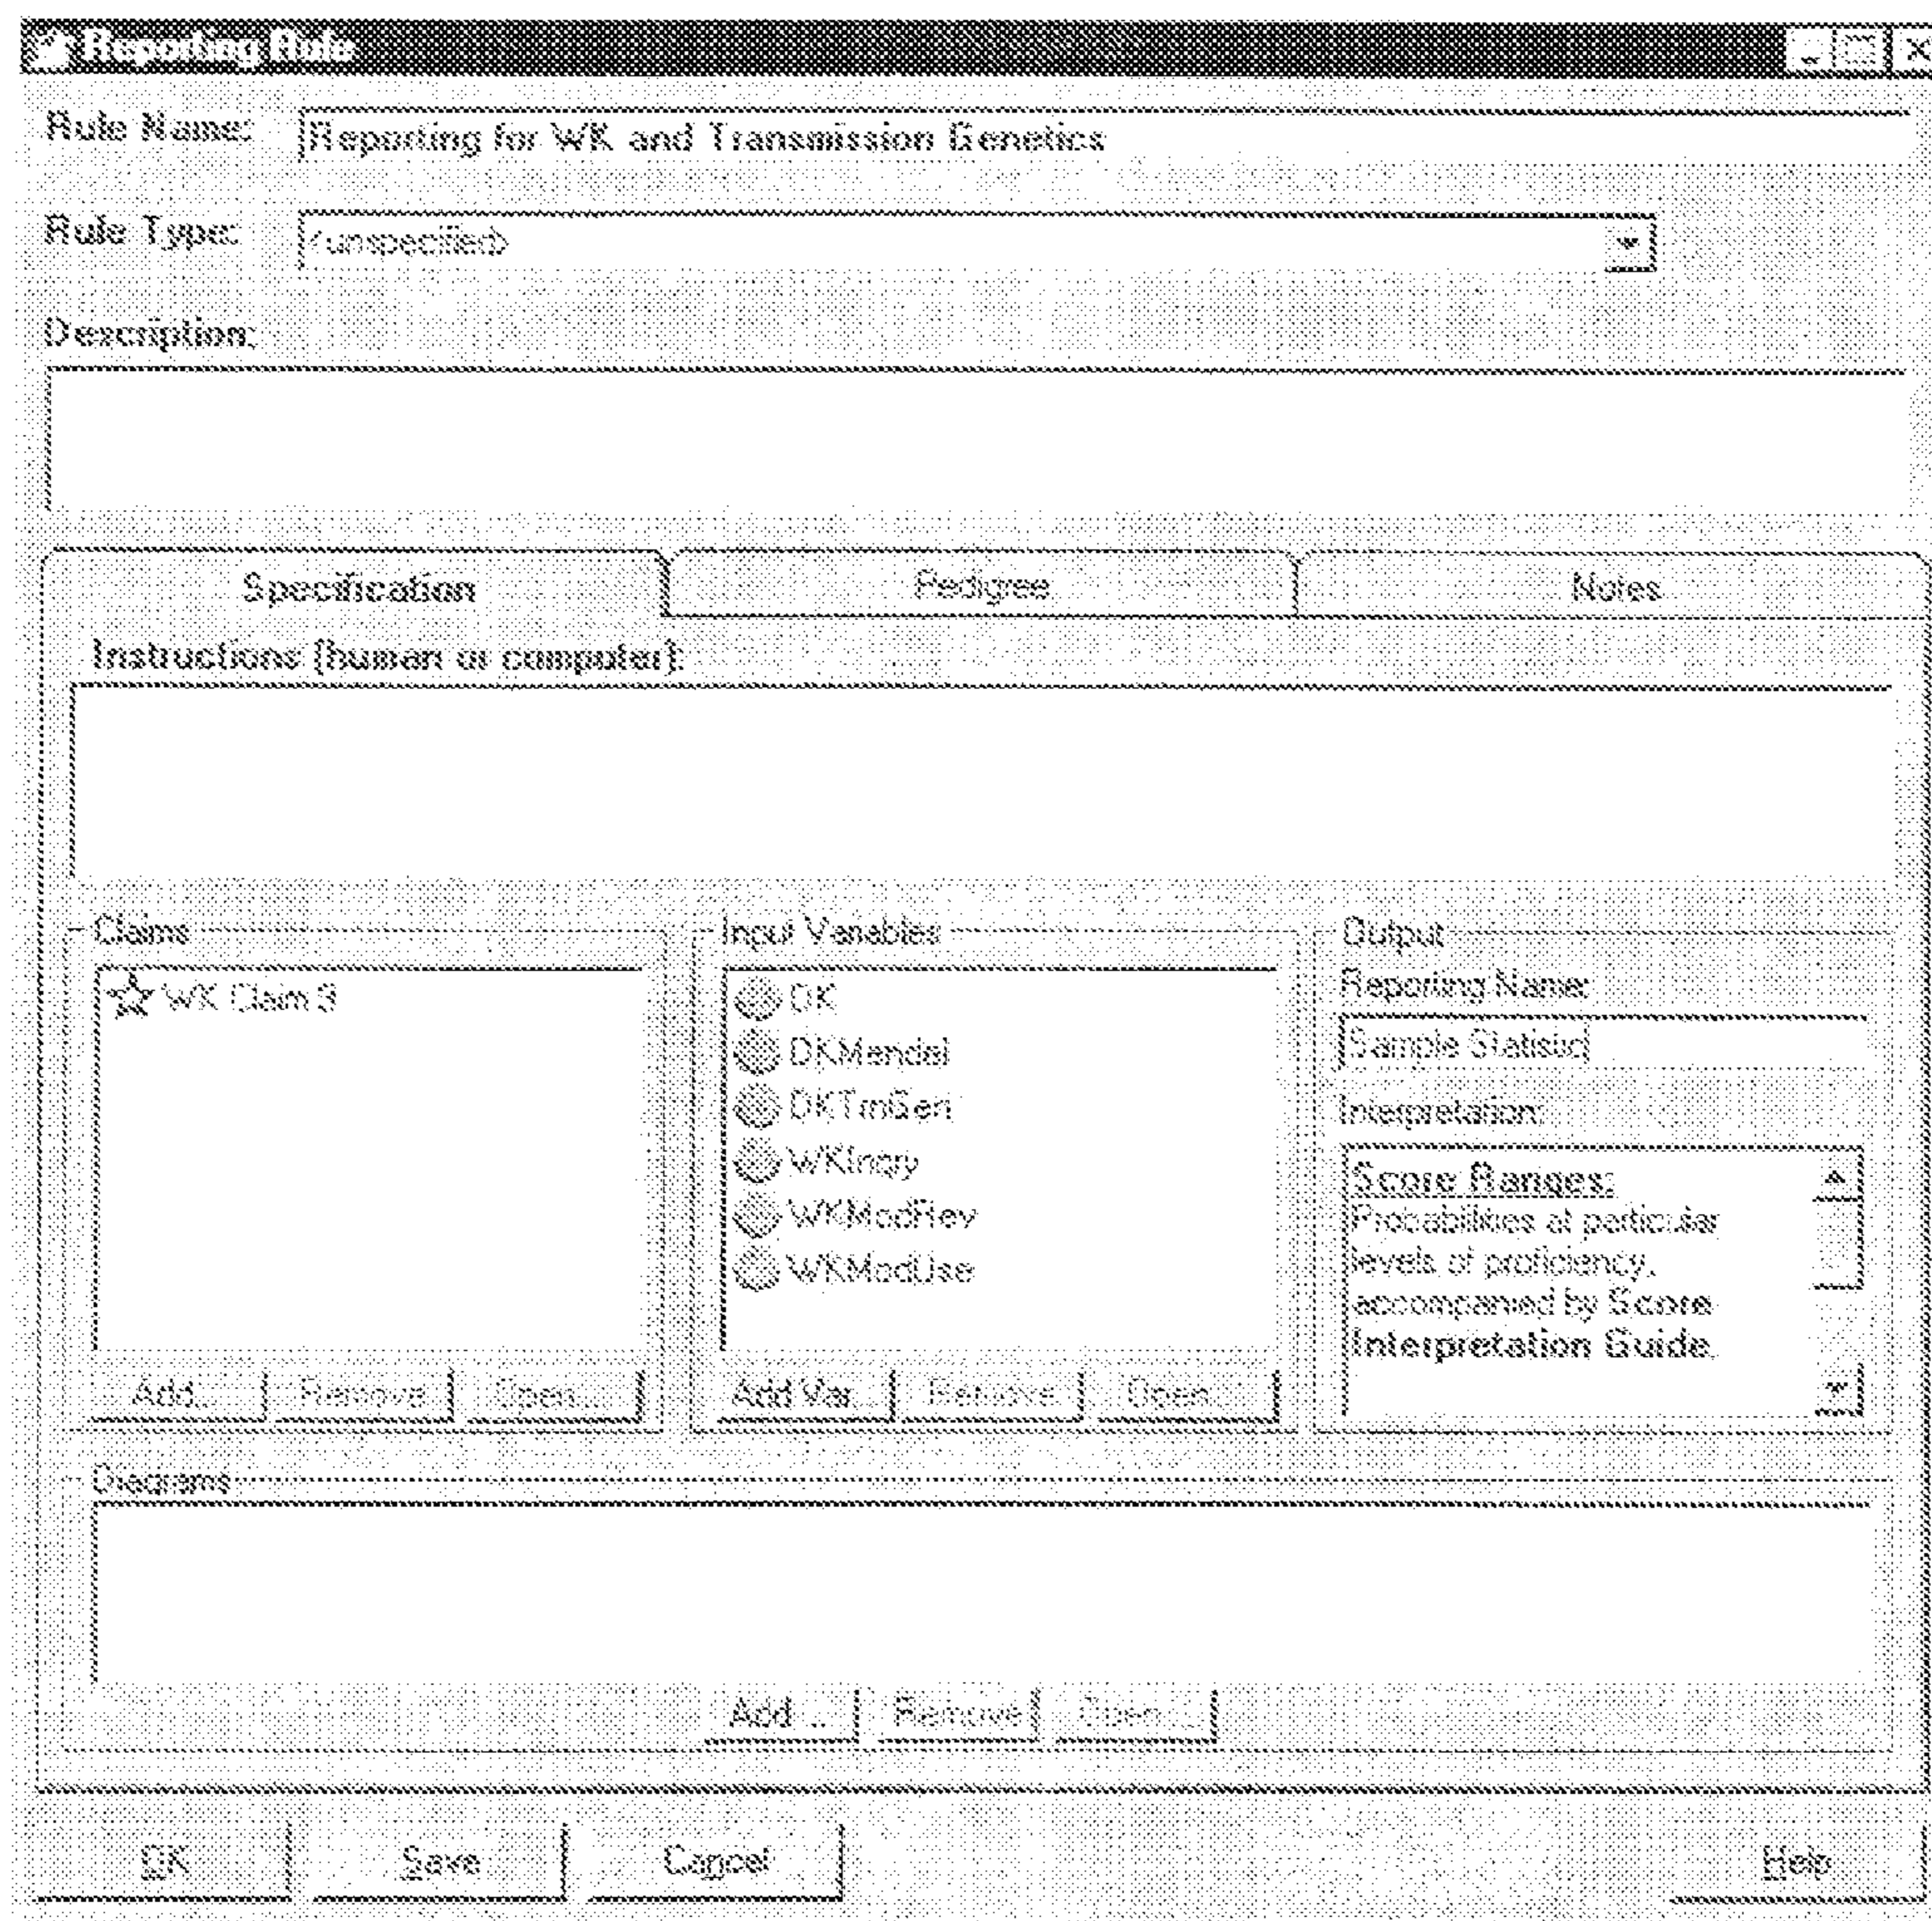 Reporting Rule
Rule Name: Reporting for WK and Transmission Genetics
Rule Type: <unspecified>
Description:
Specification Pedigree Notes
Instructions (human or computer):
Claims
WK Claim
Input Variables
DK
DKMendel
DKTrnGen
WKInqry
WKModRev
WKModUse
Output
Reporting Name:
Sample Statistic
Interpretation:
Score Ranges:
Probabilities at particular
levels of proficiency,
accompanied by Score
Interpretation Guide.
Add... Remove Open...
Add Var... Remove Open...
Diagrams
Add ... Remove Open ...
OK Save Cancel Help